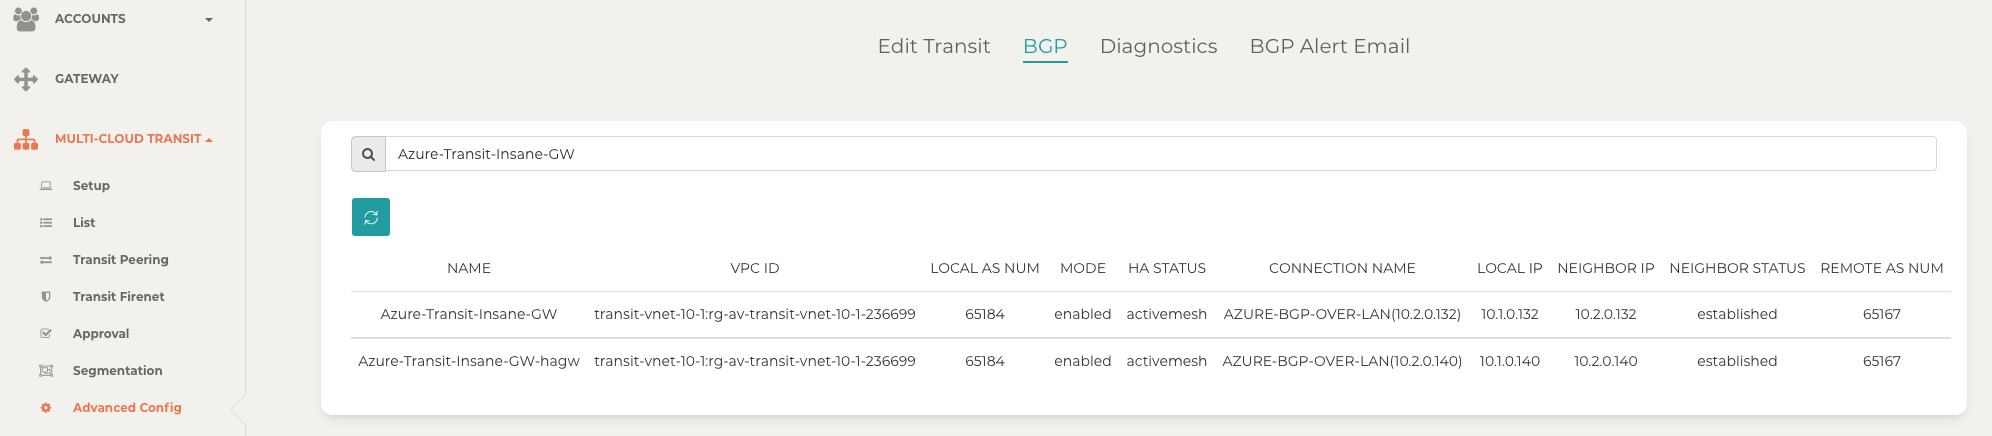 ACCOUNTS
GATEWAY
MULTI-CLOUD TRANSIT
Setup
List
Transit Peering
Transit Firenet
Approval
Segmentation
Advanced Config
Edit Transit BGP Diagnostics BGP Alert Email
Azure-Transit-Insane-GW
NAME VPC ID LOCAL AS NUM MODE HA STATUS CONNECTION NAME LOCAL IP NEIGHBOR IP NEIGHBOR STATUS REMOTE AS NUM
Azure-Transit-Insane-GW transit-vnet-10-1:rg-av-transit-vnet-10-1-236699 65184 enabled activemesh AZURE-BGP-OVER-LAN(10.2.0.132) 10.1.0.132 10.2.0.132 established 65167
Azure-Transit-Insane-GW-hagw transit-vnet-10-1:rg-av-transit-vnet-10-1-236699 65184 enabled activemesh AZURE-BGP-OVER-LAN(10.2.0.140) 10.1.0.140 10.2.0.140 established 65167